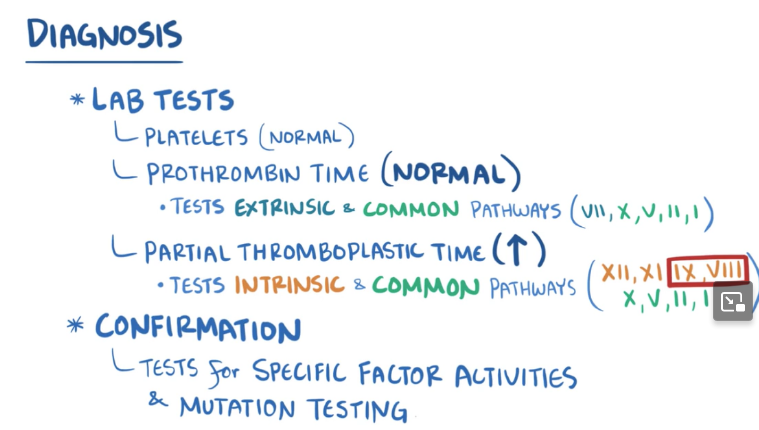 DIAGNOSIS
* LAB TESTS
PLATELETS (NORMAL)
PROTHROMBIN TIME (NORMAL)
• TESTS EXTRINSIC & COMMON PATHWAYS (VII, X, V, II, I)
PARTIAL THROMBOPLASTIC TIME (↑)
• TESTS INTRINSIC & COMMON PATHWAYS (XII, XI IX, VIII
X, V, II, I)
* CONFIRMATION
TESTS for SPECIFIC FACTOR ACTIVITIES
& MUTATION TESTING